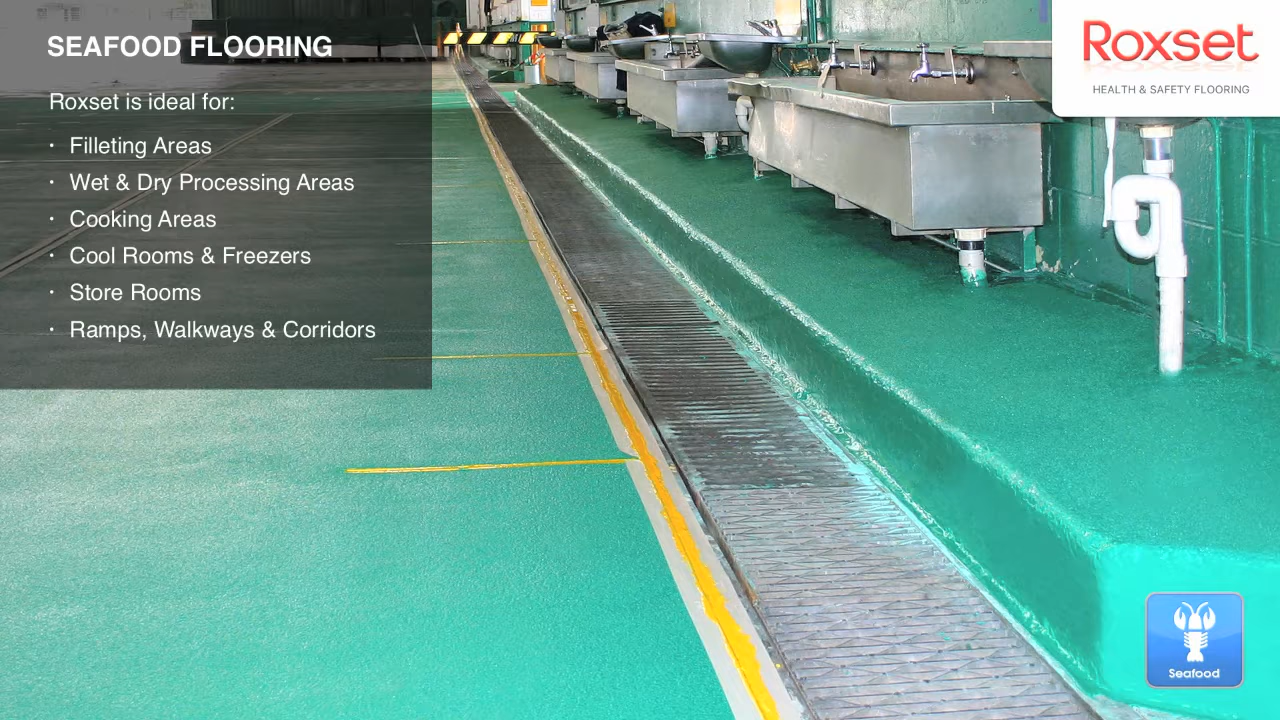 SEAFOOD FLOORING
Roxset is ideal for:
· Filleting Areas
· Wet & Dry Processing Areas
· Cooking Areas
· Cool Rooms & Freezers
· Store Rooms
· Ramps, Walkways & Corridors
Roxset
HEALTH & SAFETY FLOORING
Seafood